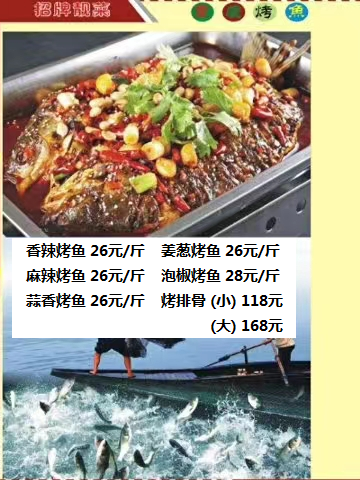 招牌靓菜
烤鱼
香辣烤鱼 26元/斤 姜葱烤鱼 26元/斤
麻辣烤鱼 26元/斤 泡椒烤鱼 28元/斤
蒜香烤鱼 26元/斤 烤排骨 (小) 118元
(大) 168元